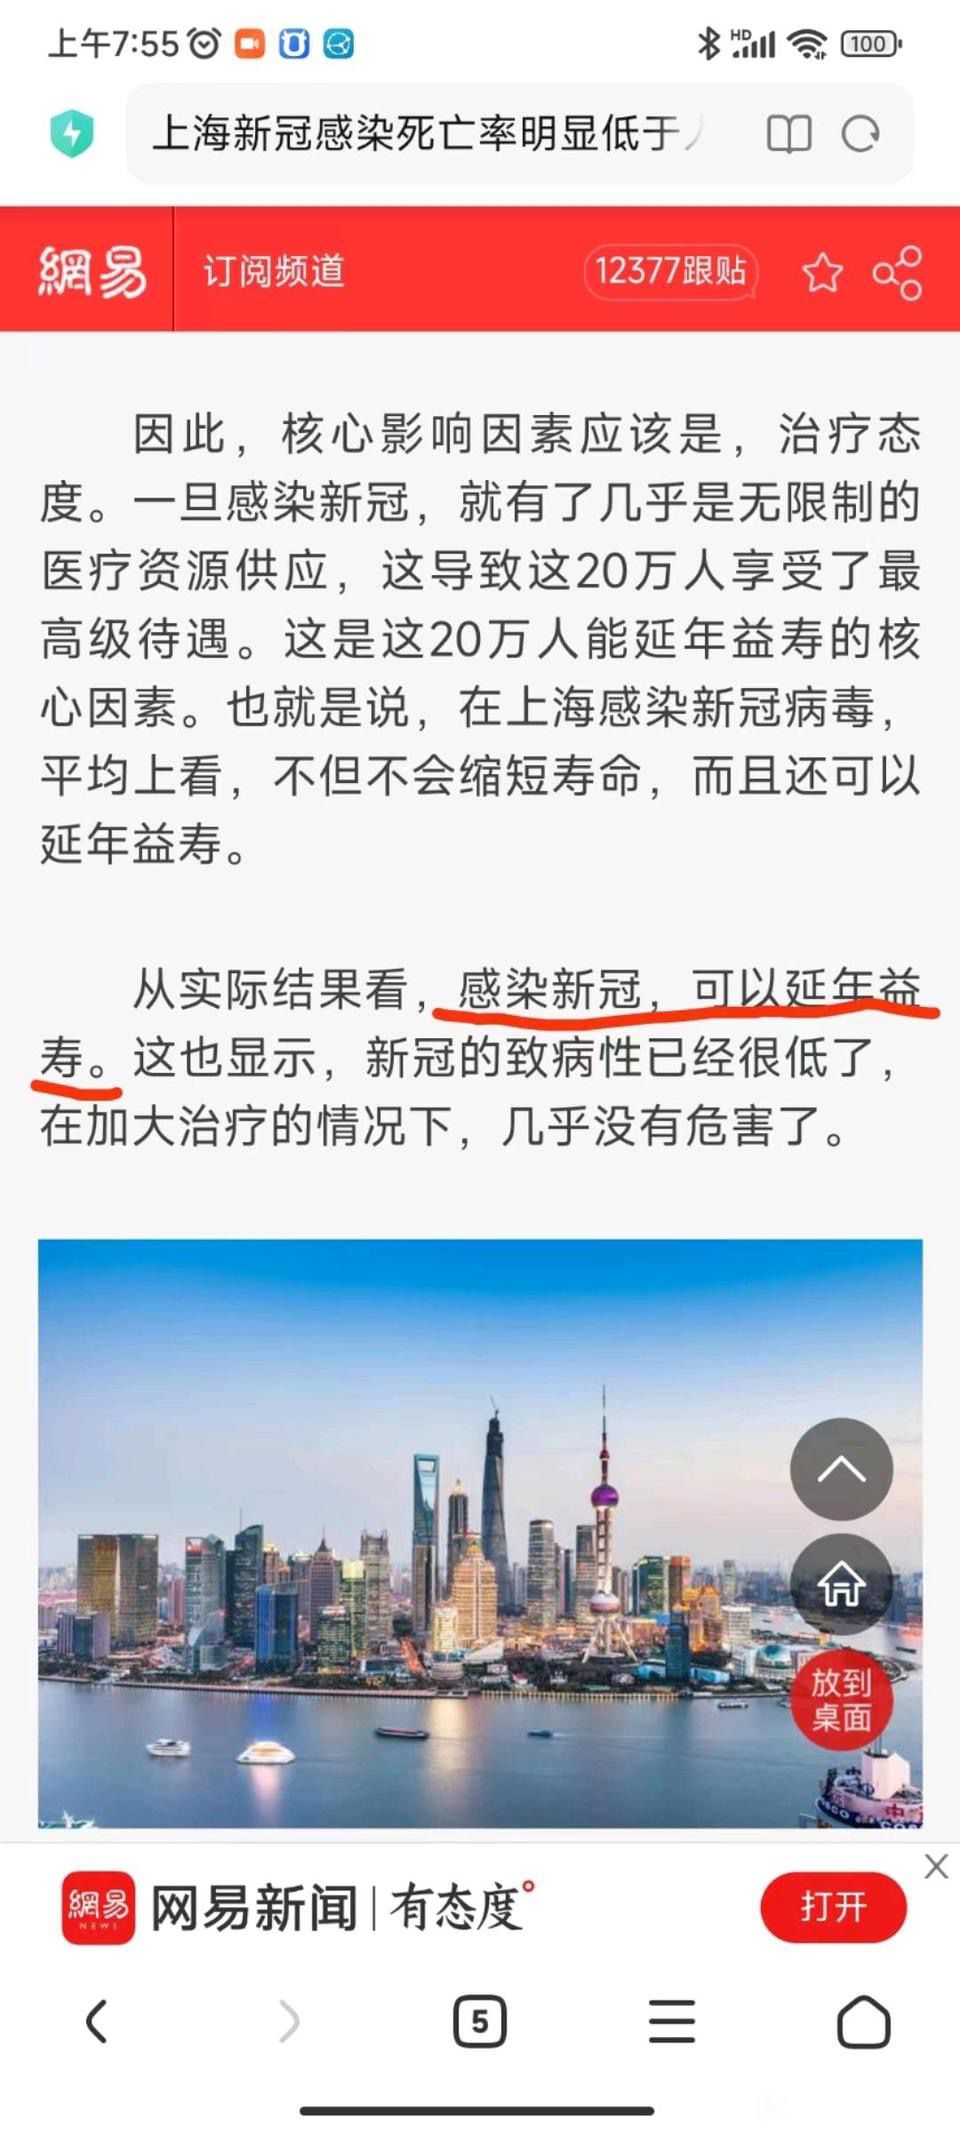 上午7:55
HD
100
上海新冠感染死亡率明显低于
網易
订阅频道
12377跟贴
因此，核心影响因素应该是，治疗态
度。一旦感染新冠，就有了几乎是无限制的
医疗资源供应，这导致这20万人享受了最
高级待遇。这是这20万人能延年益寿的核
心因素。也就是说，在上海感染新冠病毒，
平均上看，不但不会缩短寿命，而且还可以
延年益寿。
从实际结果看，感染新冠，可以延年益
寿。这也显示，新冠的致病性已经很低了，
在加大治疗的情况下，几乎没有危害了。
放到
桌面
網易
NEWS
网易新闻
有态度°
打开
5